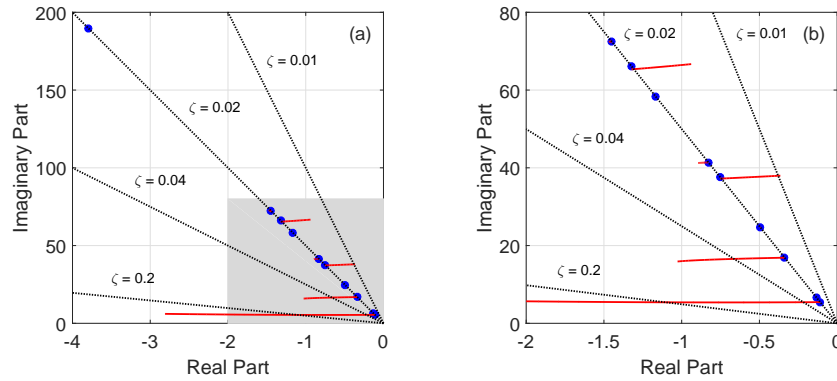 (a)
200
150
100
50
0
-4
-3
-2
-1
0
Real Part
Imaginary Part
ζ = 0.01
ζ = 0.02
ζ = 0.04
ζ = 0.2
(b)
80
60
40
20
0
-2
-1.5
-1
-0.5
0
Real Part
Imaginary Part
ζ = 0.01
ζ = 0.02
ζ = 0.04
ζ = 0.2